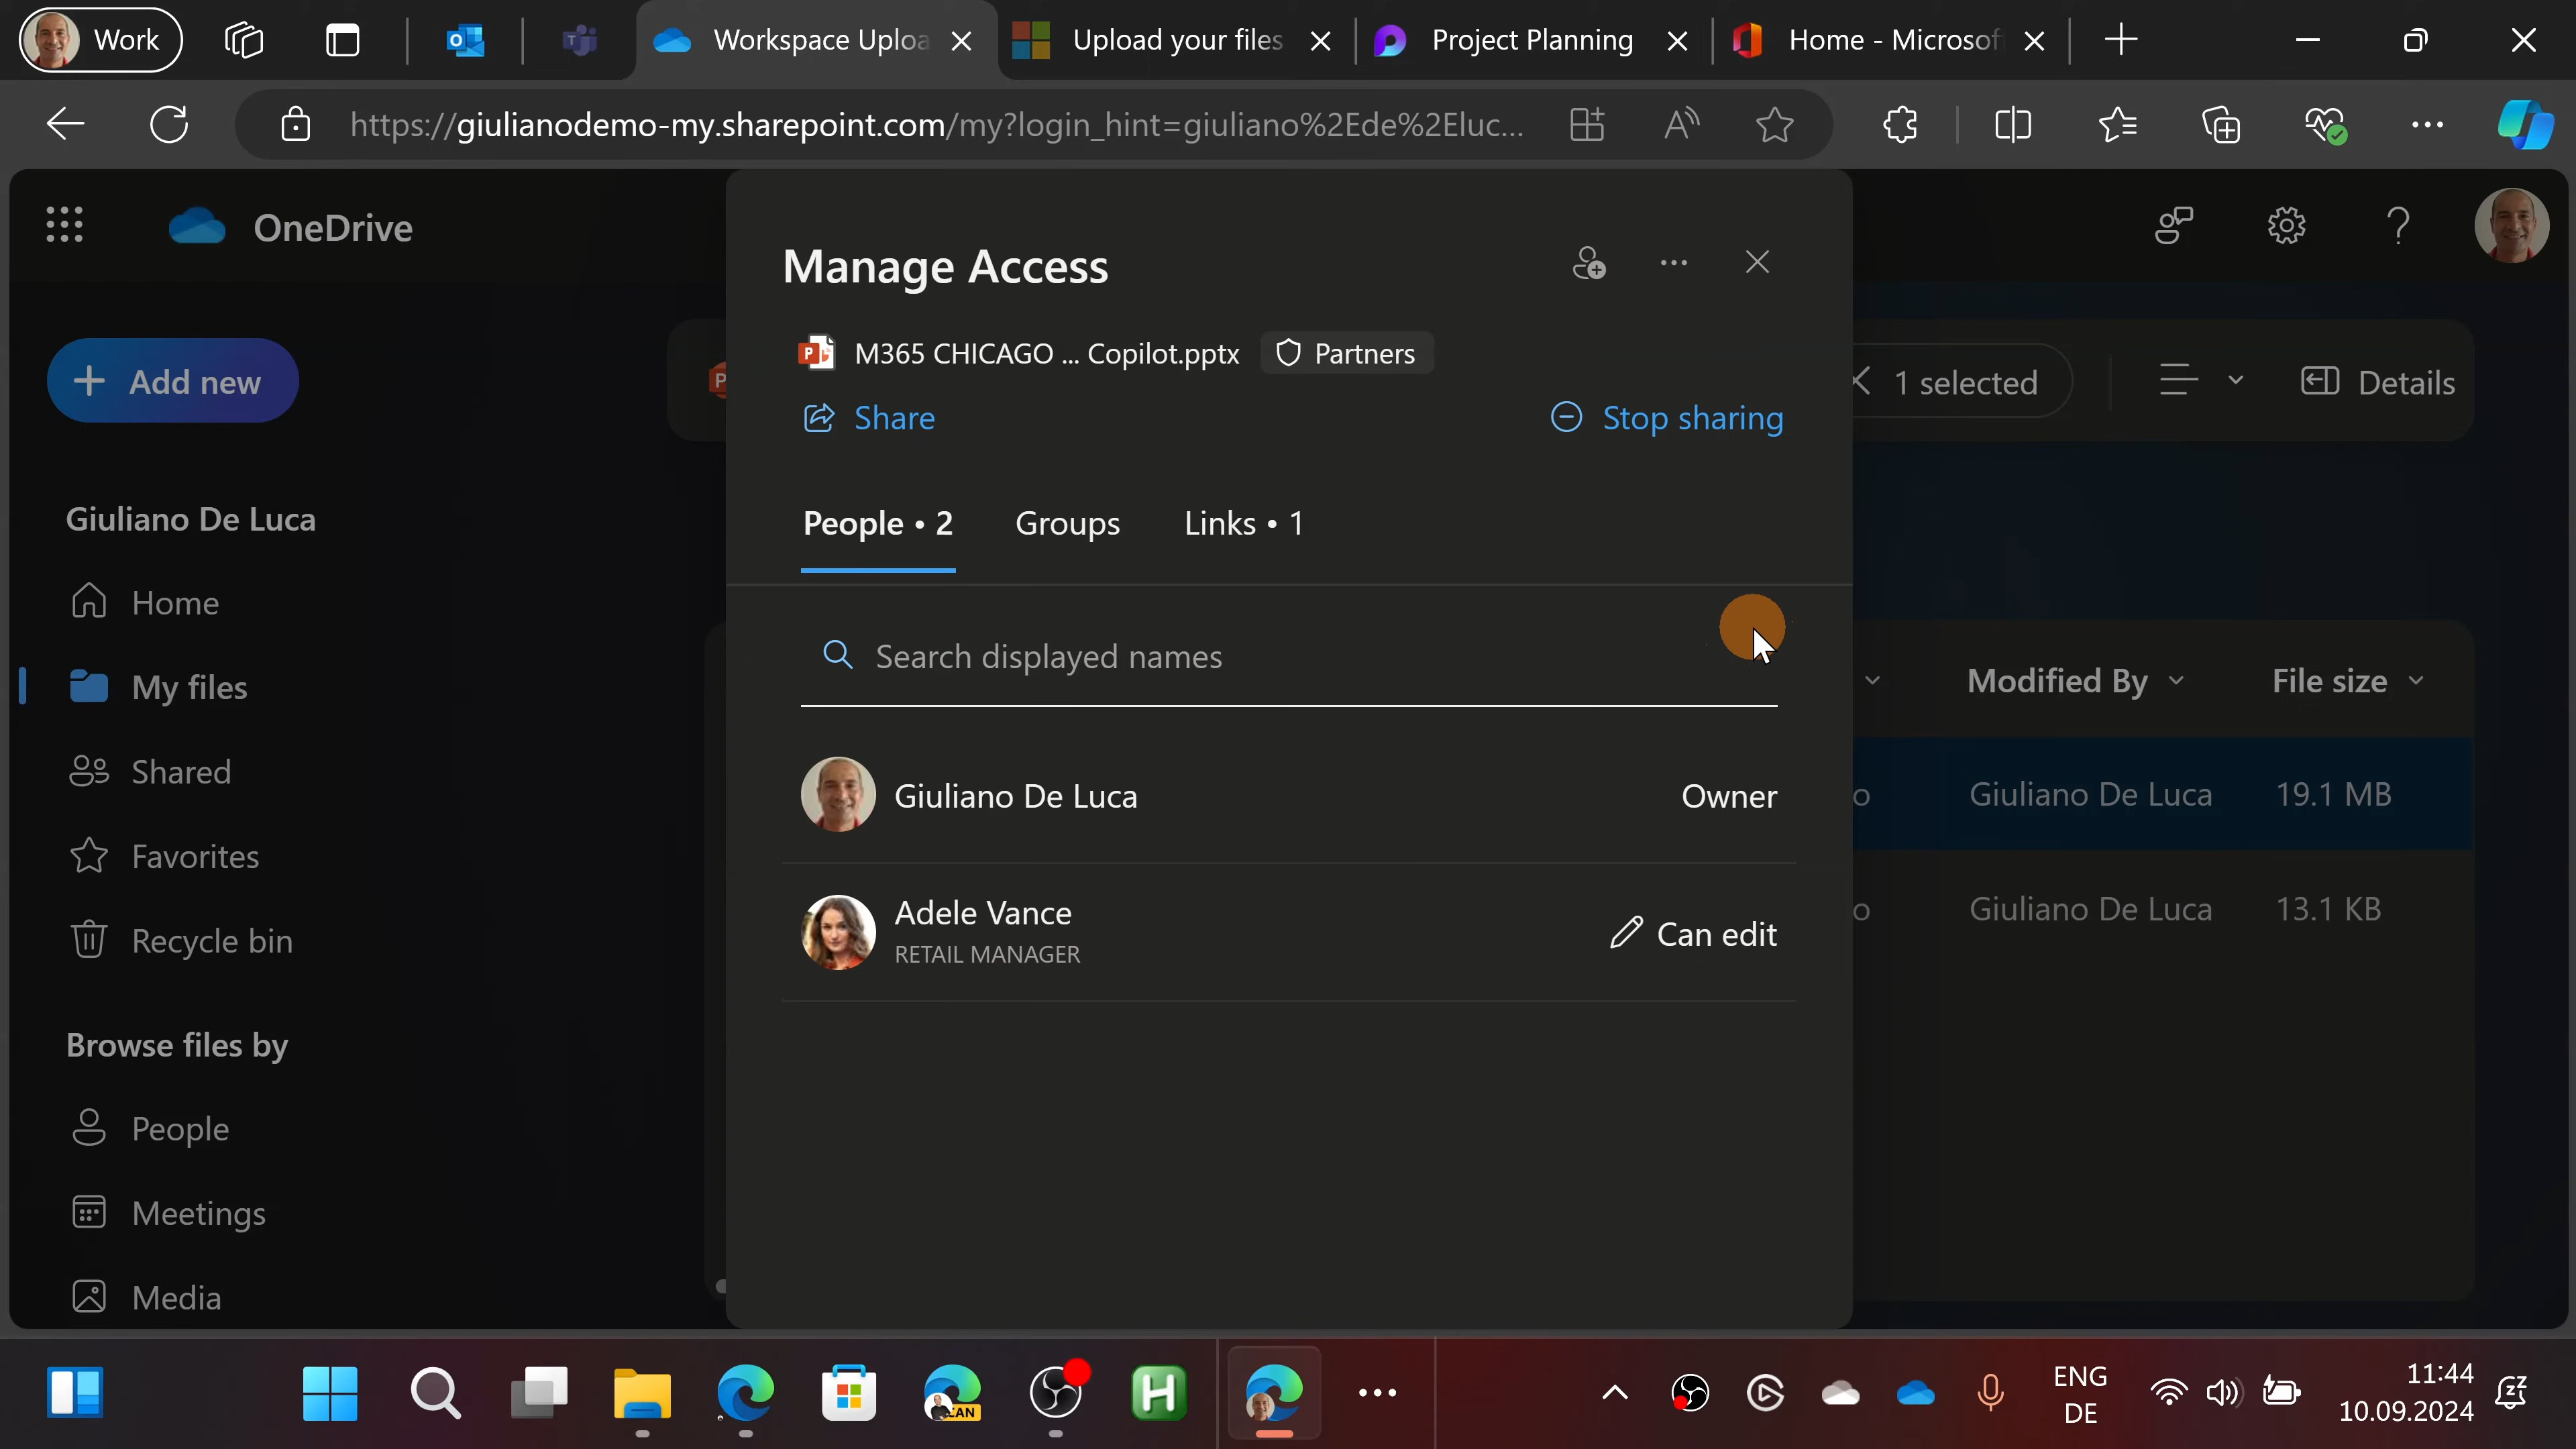 Work
Workspace Uploa
Upload your files
Project Planning
Home - Microsof
https://giulianodemo-my.sharepoint.com/my?login_hint=giuliano%2Ede%2Eluc...
OneDrive
Manage Access
M365 CHICAGO ... Copilot.pptx
Partners
Add new
Share
Stop sharing
1 selected
Details
Giuliano De Luca
People • 2
Groups
Links • 1
Home
Search displayed names
My files
Modified By
File size
Shared
Giuliano De Luca
Owner
o
Giuliano De Luca
19.1 MB
Favorites
Adele Vance
RETAIL MANAGER
Can edit
o
Giuliano De Luca
13.1 KB
Recycle bin
Browse files by
People
Meetings
Media
CAN
ENG
DE
11:44
10.09.2024